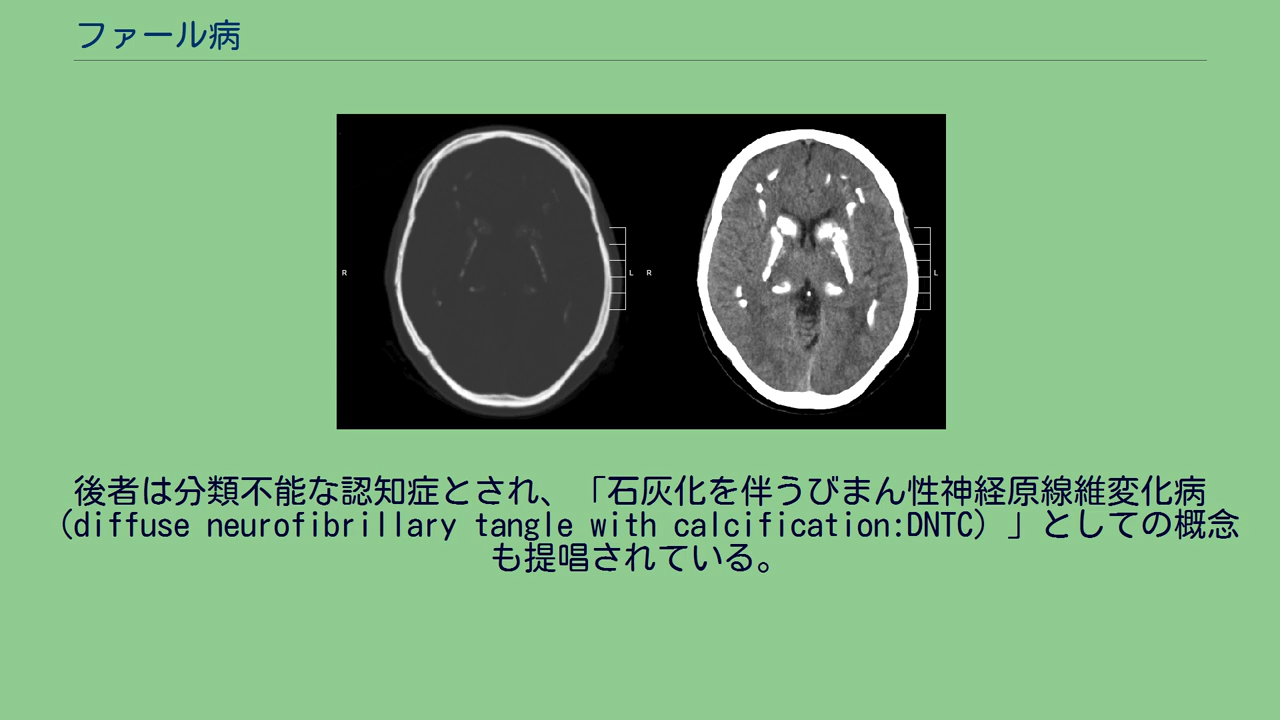 ファール病
R L R L
後者は分類不能な認知症とされ、「石灰化を伴うびまん性神経原線維変化病
(diffuse neurofibrillary tangle with calcification:DNTC)」としての概念
も提唱されている。